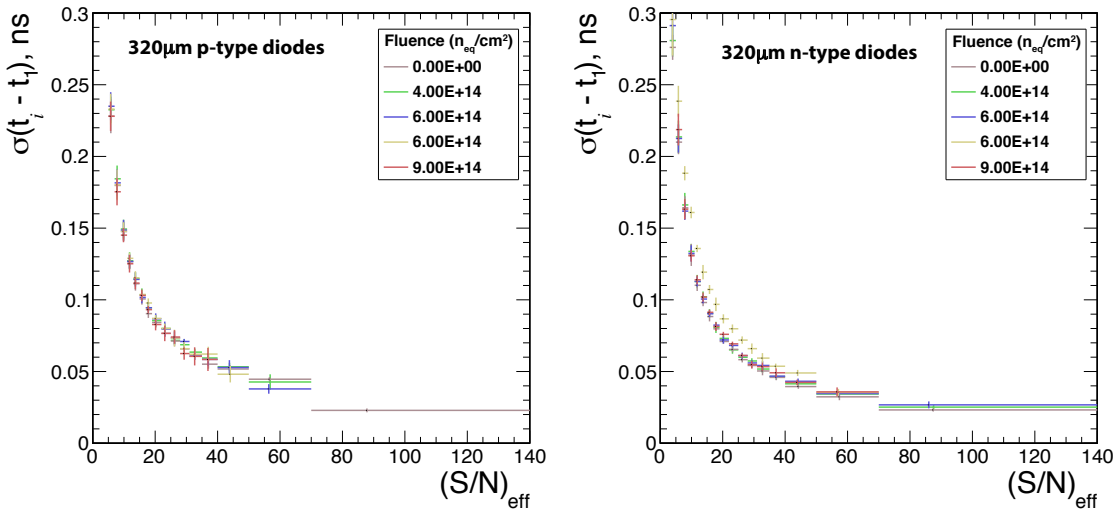 σ(t_i - t_1), ns
320μm p-type diodes
Fluence (n_eq/cm²)
0.00E+00
4.00E+14
6.00E+14
6.00E+14
9.00E+14
0.3
0.25
0.2
0.15
0.1
0.05
0
0 20 40 60 80 100 120 140
(S/N)_eff
σ(t_i - t_1), ns
320μm n-type diodes
Fluence (n_eq/cm²)
0.00E+00
4.00E+14
6.00E+14
6.00E+14
9.00E+14
0.3
0.25
0.2
0.15
0.1
0.05
0
0 20 40 60 80 100 120 140
(S/N)_eff